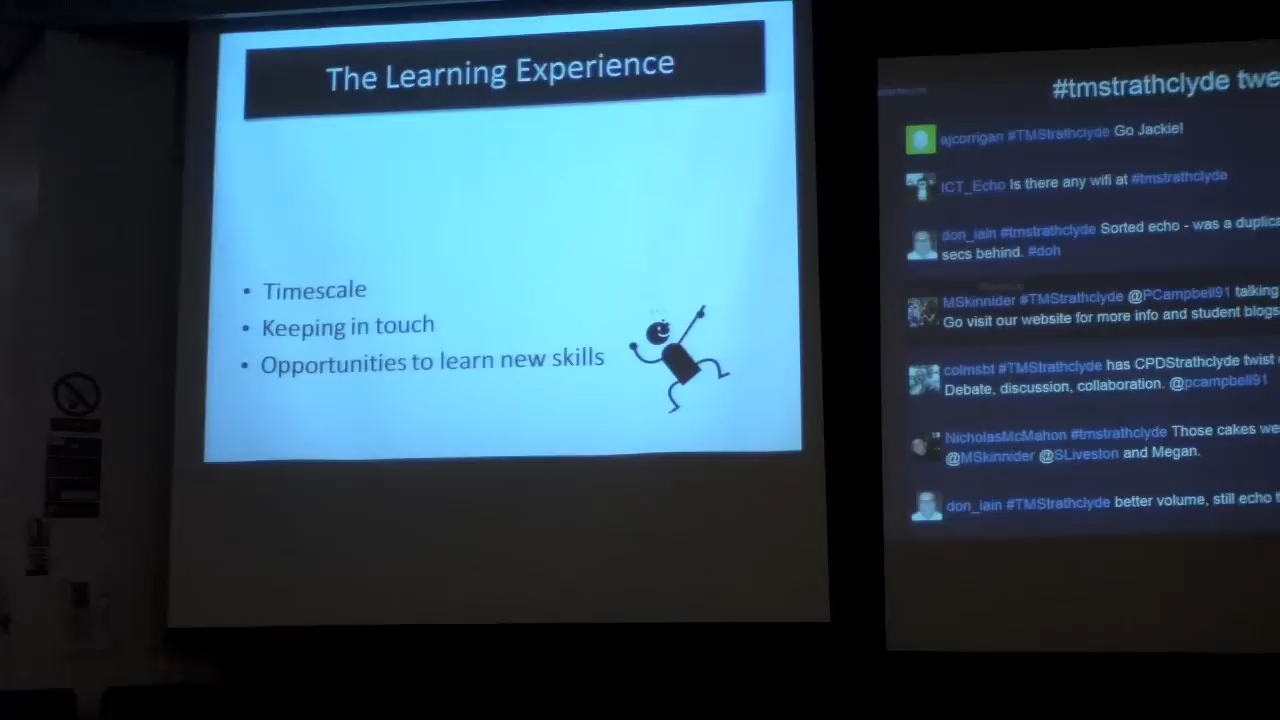 The Learning Experience
• Timescale
• Keeping in touch
• Opportunities to learn new skills
#tmstrathclyde twe
ajcorrigan #TMStrathclyde Go Jackie!
ICT_Echo Is there any wifi at #tmstrathclyde
don_iain #tmstrathclyde Sorted echo - was a duplica
secs behind. #doh
MSkinnider #TMStrathclyde @PCampbell91 talking
Go visit our website for more info and student blogs
colmsbt #TMStrathclyde has CPDStrathclyde twist
Debate, discussion, collaboration. @pcampbell91
NicholasMcMahon #tmstrathclyde Those cakes we
@MSkinnider @SLiveston and Megan.
don_iain #TMStrathclyde better volume, still echo t